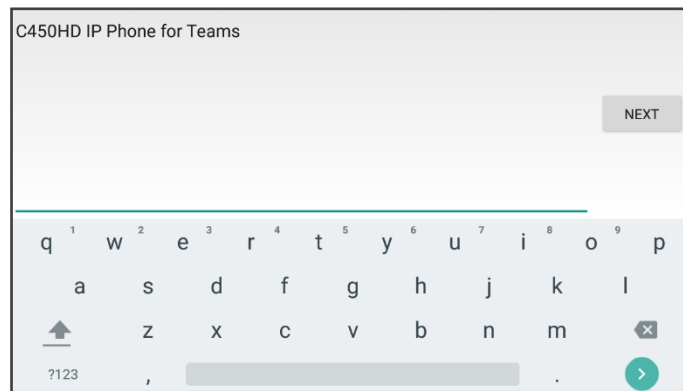 C450HD IP Phone for Teams
NEXT
q 1 w 2 e 3 r 4 t 5 y 6 u 7 i 8 o 9 p
a s d f g h j k l
z x c v b n m
?123 , .